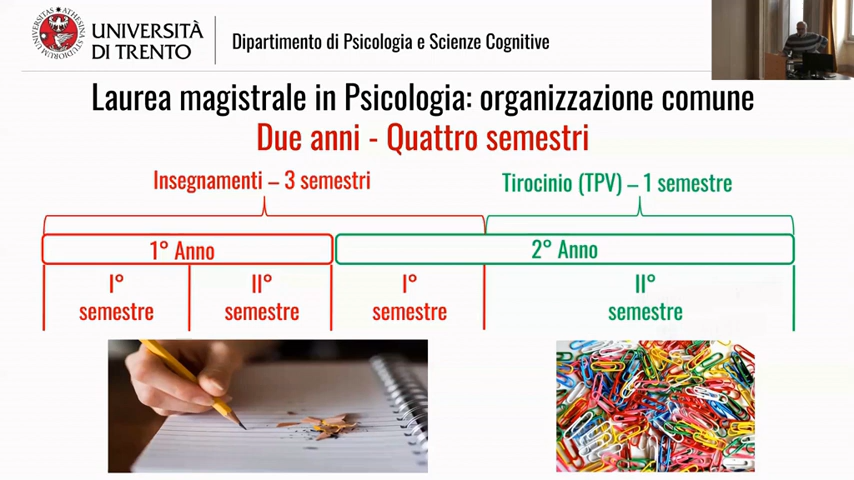 UNIVERSITÀ
DI TRENTO
Dipartimento di Psicologia e Scienze Cognitive
Laurea magistrale in Psicologia: organizzazione comune
Due anni - Quattro semestri
Insegnamenti – 3 semestri
Tirocinio (TPV) – 1 semestre
1° Anno
2° Anno
I°
semestre
II°
semestre
I°
semestre
II°
semestre